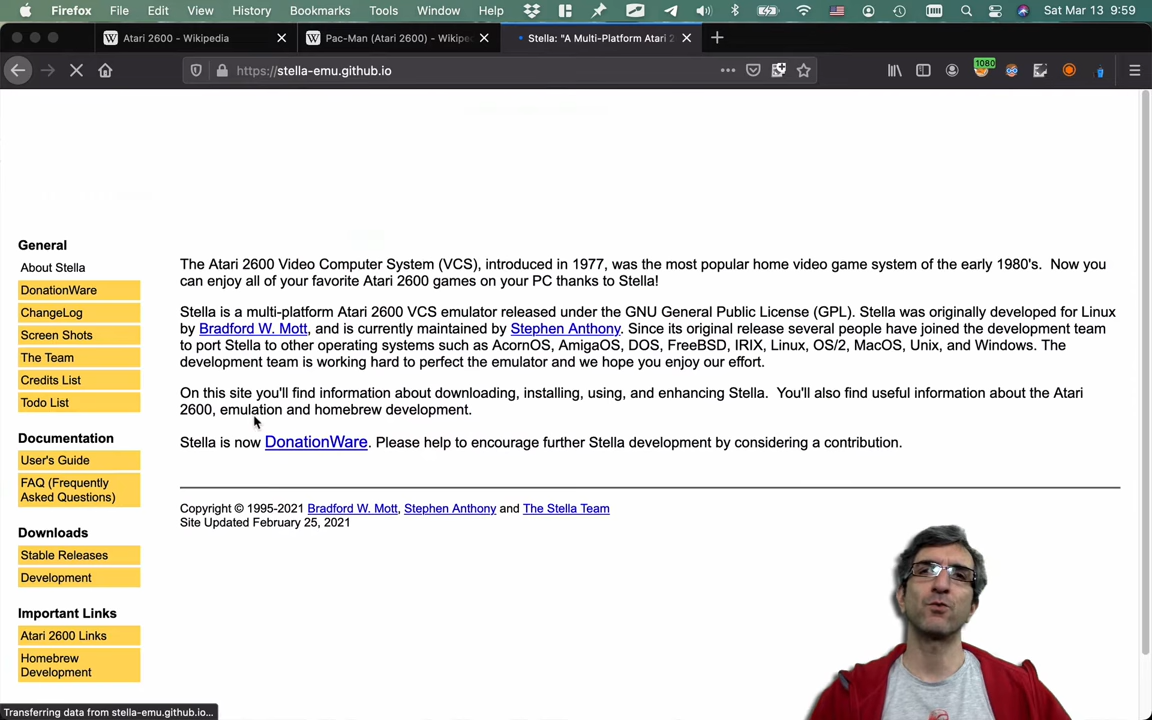 Firefox File Edit View History Bookmarks Tools Window Help Sat Mar 13 9:59
Atari 2600 - Wikipedia Pac-Man (Atari 2600) - Wikipe Stella: "A Multi-Platform Atari 2
https://stella-emu.github.io 1080
General
About Stella
DonationWare
ChangeLog
Screen Shots
The Team
Credits List
Todo List
Documentation
User's Guide
FAQ (Frequently
Asked Questions)
Downloads
Stable Releases
Development
Important Links
Atari 2600 Links
Homebrew
Development
The Atari 2600 Video Computer System (VCS), introduced in 1977, was the most popular home video game system of the early 1980's. Now you
can enjoy all of your favorite Atari 2600 games on your PC thanks to Stella!
Stella is a multi-platform Atari 2600 VCS emulator released under the GNU General Public License (GPL). Stella was originally developed for Linux
by Bradford W. Mott, and is currently maintained by Stephen Anthony. Since its original release several people have joined the development team
to port Stella to other operating systems such as AcornOS, AmigaOS, DOS, FreeBSD, IRIX, Linux, OS/2, MacOS, Unix, and Windows. The
development team is working hard to perfect the emulator and we hope you enjoy our effort.
On this site you'll find information about downloading, installing, using, and enhancing Stella. You'll also find useful information about the Atari
2600, emulation and homebrew development.
Stella is now DonationWare. Please help to encourage further Stella development by considering a contribution.
Copyright © 1995-2021 Bradford W. Mott, Stephen Anthony and The Stella Team
Site Updated February 25, 2021
Transferring data from stella-emu.github.io...